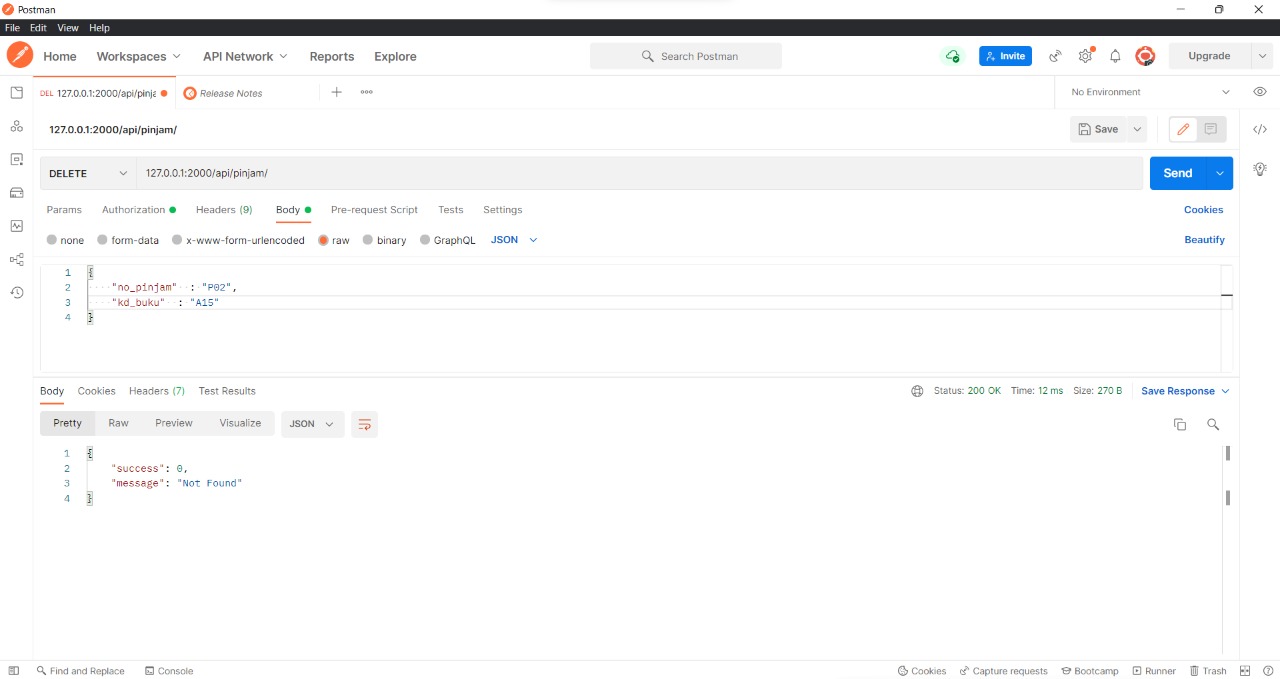 Postman
File Edit View Help
Home Workspaces API Network Reports Explore Search Postman Invite Upgrade
DEL 127.0.0.1:2000/api/pinja Release Notes No Environment
127.0.0.1:2000/api/pinjam/ Save
DELETE 127.0.0.1:2000/api/pinjam/ Send
Params Authorization Headers (9) Body Pre-request Script Tests Settings Cookies
none form-data x-www-form-urlencoded raw binary GraphQL JSON Beautify
1 {
2 "no_pinjam" : "P02",
3 "kd_buku" : "A15"
4 }
Body Cookies Headers (7) Test Results Status: 200 OK Time: 12 ms Size: 270 B Save Response
Pretty Raw Preview Visualize JSON
1 {
2 "success": 0,
3 "message": "Not Found"
4 }
Find and Replace Console Cookies Capture requests Bootcamp Runner Trash